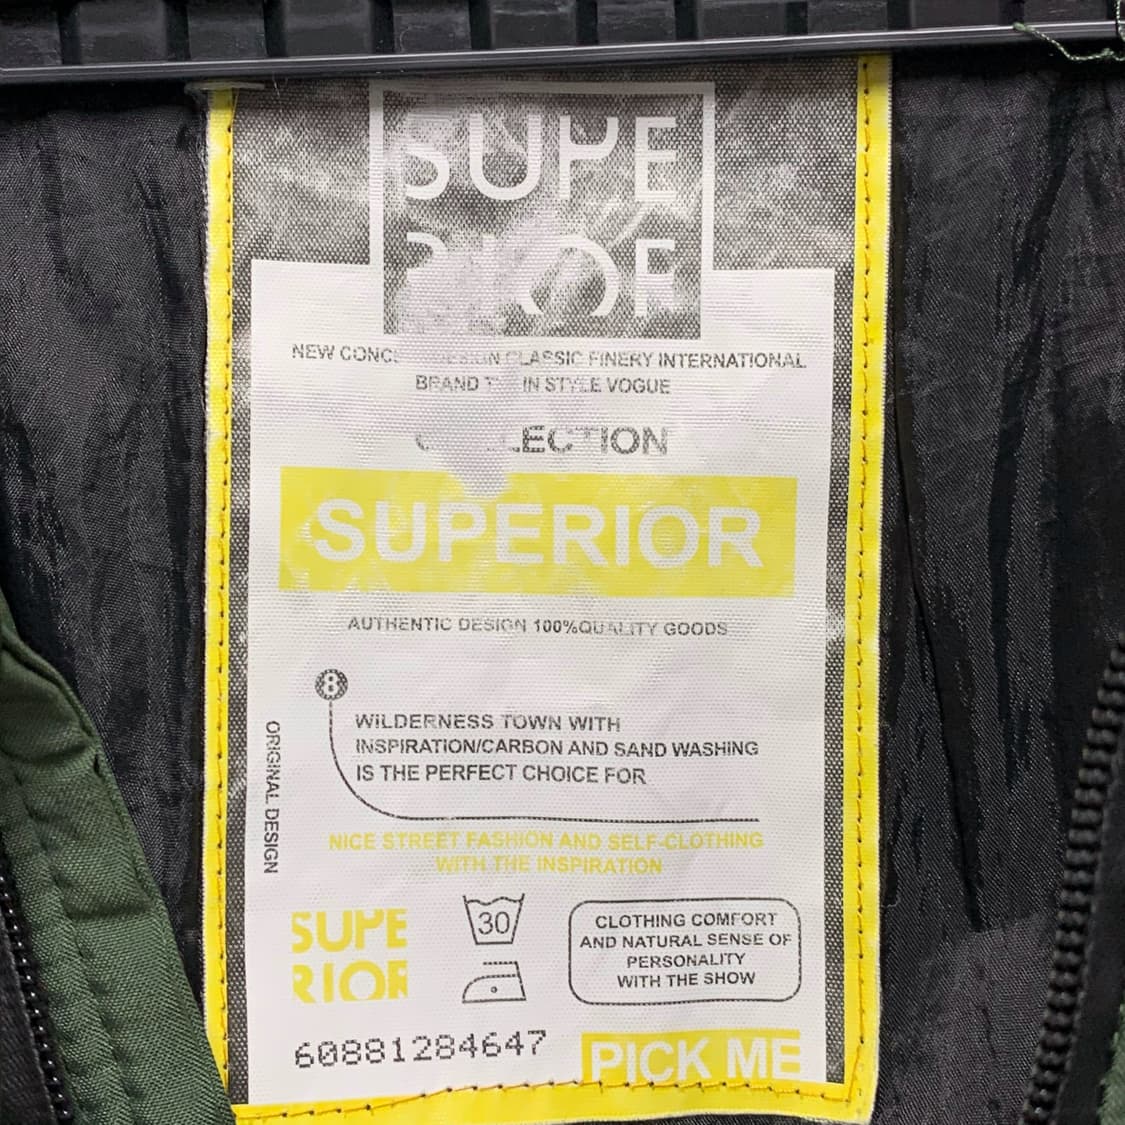 SUPE
RIOR
NEW CONC DESIGN CLASSIC FINERY INTERNATIONAL
BRAND IN STYLE VOGUE
COLLECTION
SUPERIOR
AUTHENTIC DESIGN 100%QUALITY GOODS
8
WILDERNESS TOWN WITH
INSPIRATION/CARBON AND SAND WASHING
IS THE PERFECT CHOICE FOR
ORIGINAL DESIGN
NICE STREET FASHION AND SELF-CLOTHING
WITH THE INSPIRATION
SUPE
RIOR
30
CLOTHING COMFORT
AND NATURAL SENSE OF
PERSONALITY
WITH THE SHOW
60881284647
PICK ME